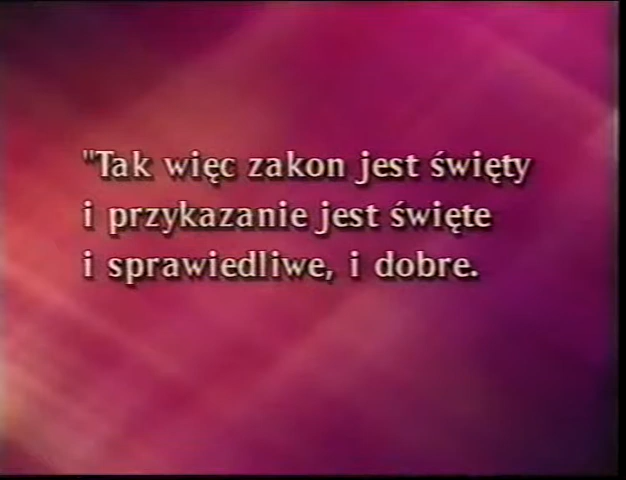 "Tak więc zakon jest święty
i przykazanie jest święte
i sprawiedliwe, i dobre.